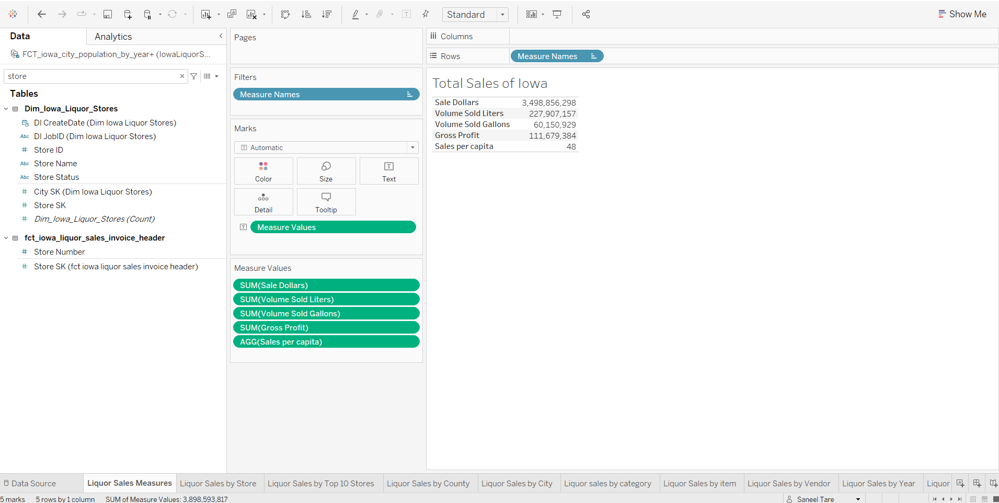 Standard
Show Me
Data
Analytics
FCT_iowa_city_population_by_year+ (IowaLiquorS...
store
Tables
Dim_Iowa_Liquor_Stores
DI CreateDate (Dim Iowa Liquor Stores)
Abc DI JobID (Dim Iowa Liquor Stores)
# Store ID
Abc Store Name
Abc Store Status
# City SK (Dim Iowa Liquor Stores)
# Store SK
# Dim_Iowa_Liquor_Stores (Count)
fct_iowa_liquor_sales_invoice_header
# Store Number
# Store SK (fct iowa liquor sales invoice header)
Pages
Filters
Measure Names
Marks
T Automatic
Color
Size
T
Text
Detail
Tooltip
T Measure Values
Measure Values
SUM(Sale Dollars)
SUM(Volume Sold Liters)
SUM(Volume Sold Gallons)
SUM(Gross Profit)
AGG(Sales per capita)
Columns
Rows
Measure Names
Total Sales of Iowa
Sale Dollars 3,498,856,298
Volume Sold Liters 227,907,157
Volume Sold Gallons 60,150,929
Gross Profit 111,679,384
Sales per capita 48
Data Source
Liquor Sales Measures
Liquor Sales by Store
Liquor Sales by Top 10 Stores
Liquor Sales by County
Liquor Sales by City
Liquor sales by category
Liquor Sales by item
Liquor Sales by Vendor
Liquor Sales by Year
Liquor
5 marks
5 rows by 1 column
SUM of Measure Values: 3,898,593,817
Saneel Tare